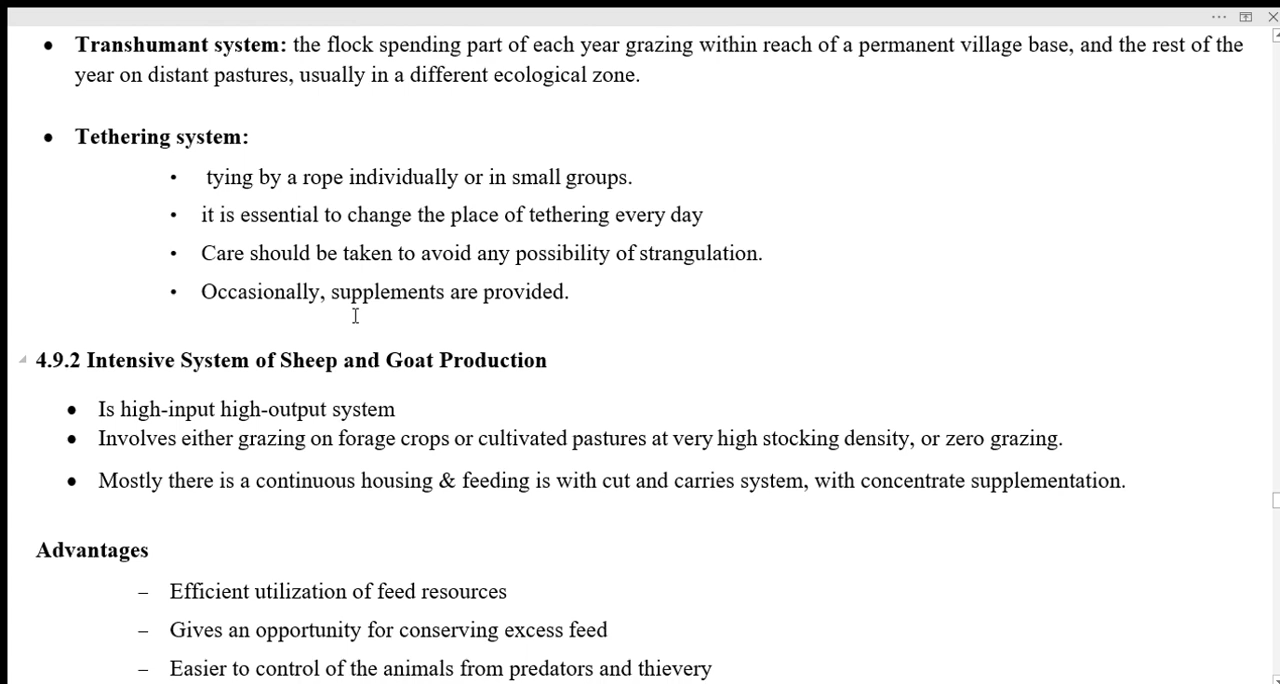 • Transhumant system: the flock spending part of each year grazing within reach of a permanent village base, and the rest of the
year on distant pastures, usually in a different ecological zone.
• Tethering system:
• tying by a rope individually or in small groups.
• it is essential to change the place of tethering every day
• Care should be taken to avoid any possibility of strangulation.
• Occasionally, supplements are provided.
4.9.2 Intensive System of Sheep and Goat Production
• Is high-input high-output system
• Involves either grazing on forage crops or cultivated pastures at very high stocking density, or zero grazing.
• Mostly there is a continuous housing & feeding is with cut and carries system, with concentrate supplementation.
Advantages
– Efficient utilization of feed resources
– Gives an opportunity for conserving excess feed
– Easier to control of the animals from predators and thievery